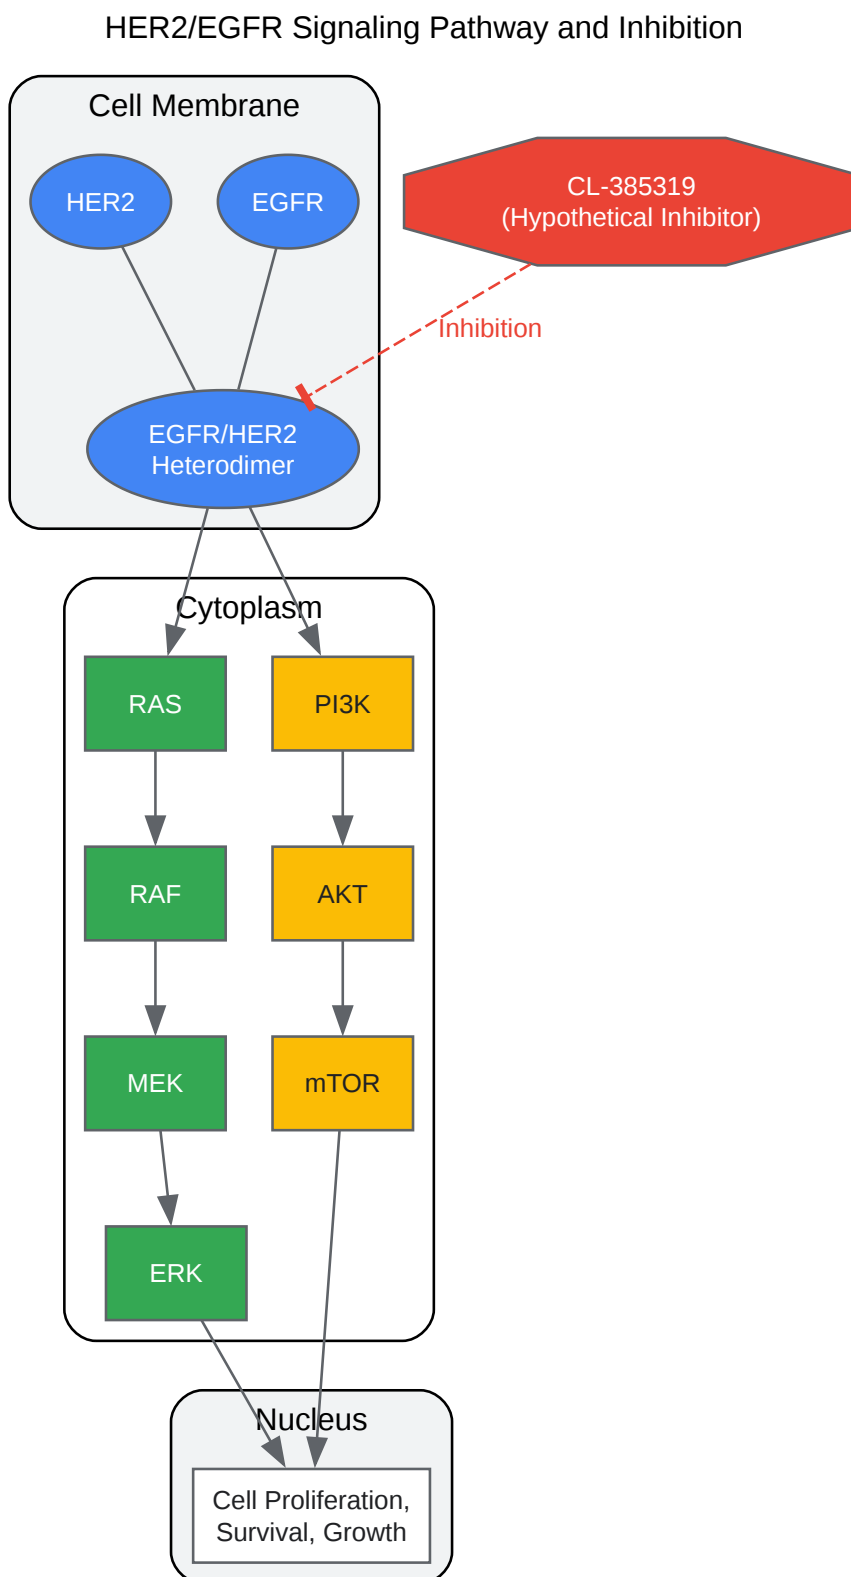 HER2/EGFR Signaling Pathway and Inhibition
Cell Membrane
HER2
EGFR
CL-385319
(Hypothetical Inhibitor)
Inhibition
EGFR/HER2
Heterodimer
Cytoplasm
RAS
PI3K
RAF
AKT
MEK
mTOR
ERK
Nucleus
Cell Proliferation,
Survival, Growth